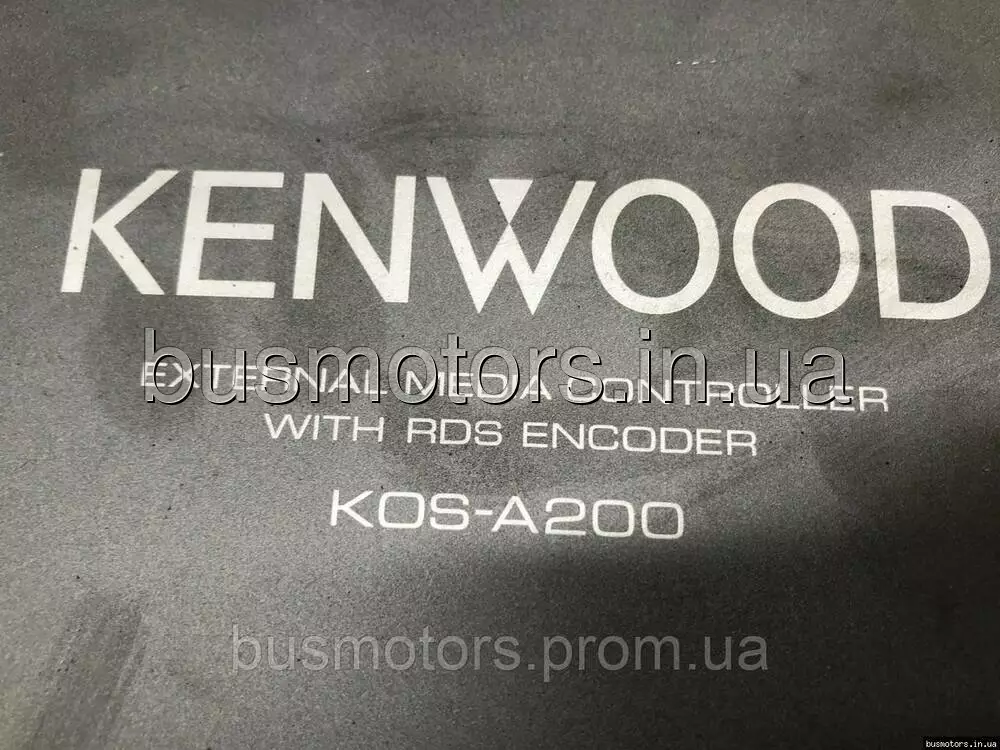 KENWOOD
busmotors.in.ua
EXTERNAL MEDIA CONTROLLER
WITH RDS ENCODER
KOS-A200
busmotors.prom.ua
busmotors.in.ua